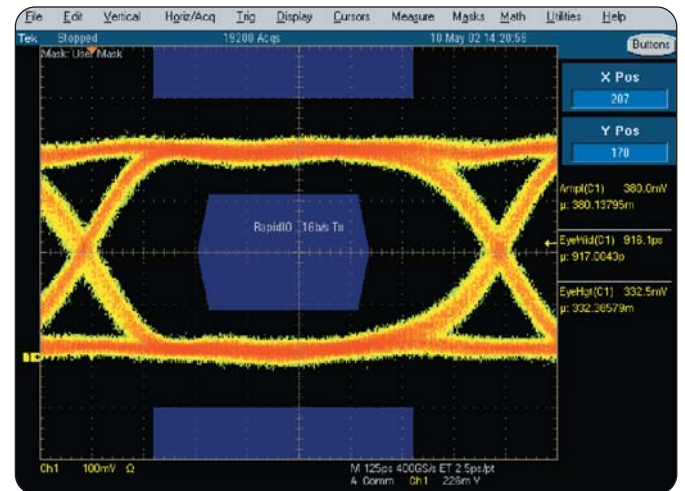 File Edit Vertical Horiz/Acq Trig Display Cursors Measure Masks Math Utilities Help
Tek Stopped 19200 Acqs 10 May 02 14:20:56
Buttons
Mask: User Mask
X Pos
207
Y Pos
170
Ampl(C1) 380.0mV
µ: 380.13795m
RapidIO 1Gb/s Tx
EyeWid(C1) 916.1ps
µ: 917.0043p
EyeHgt(C1) 332.5mV
µ: 332.38579m
1
Ch1 100mV Ω
M 125ps 400GS/s ET 2.5ps/pt
A Comm Ch1 226mV